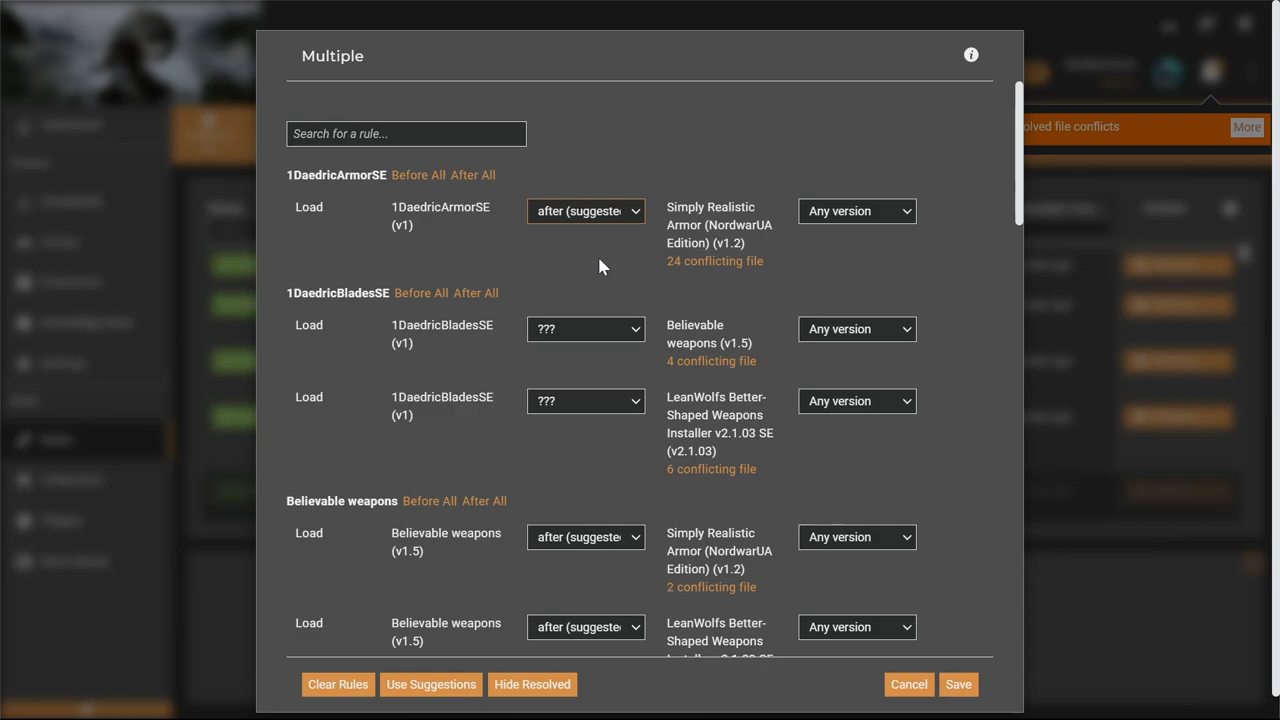 Multiple
olved file conflicts
More
Search for a rule...
1DaedricArmorSE Before All After All
Load 1DaedricArmorSE (v1) after (suggeste Simply Realistic Armor (NordwarUA Edition) (v1.2) Any version
24 conflicting file
1DaedricBladesSE Before All After All
Load 1DaedricBladesSE (v1) ??? Believable weapons (v1.5) Any version
4 conflicting file
Load 1DaedricBladesSE (v1) ??? LeanWolfs Better-Shaped Weapons Installer v2.1.03 SE (v2.1.03) Any version
6 conflicting file
Believable weapons Before All After All
Load Believable weapons (v1.5) after (suggeste Simply Realistic Armor (NordwarUA Edition) (v1.2) Any version
2 conflicting file
Load Believable weapons (v1.5) after (suggeste LeanWolfs Better-Shaped Weapons Any version
Clear Rules Use Suggestions Hide Resolved Cancel Save